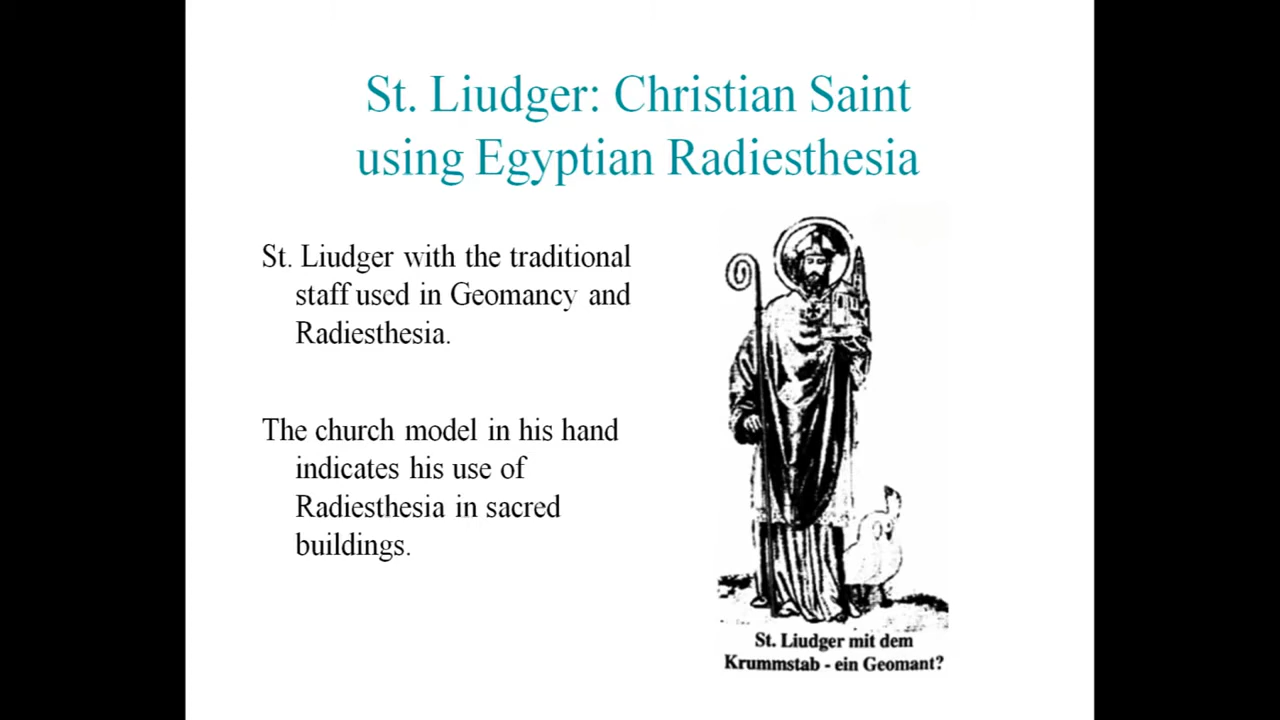 St. Liudger: Christian Saint
using Egyptian Radiesthesia
St. Liudger with the traditional
staff used in Geomancy and
Radiesthesia.
The church model in his hand
indicates his use of
Radiesthesia in sacred
buildings.
St. Liudger mit dem
Krummstab - ein Geomant?